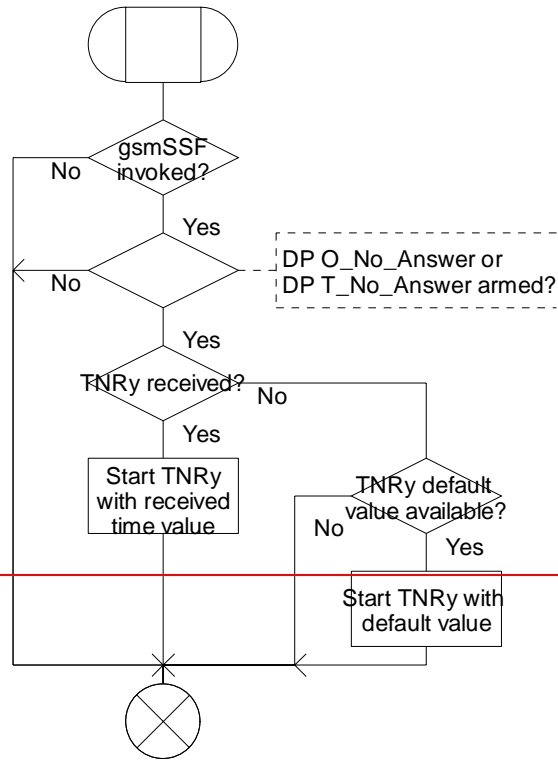 gsmSSF
invoked?
No
Yes
DP O_No_Answer or
DP T_No_Answer armed?
No
Yes
TNRy received?
No
Yes
Start TNRy
with received
time value
TNRy default
value available?
No
Yes
Start TNRy with
default value